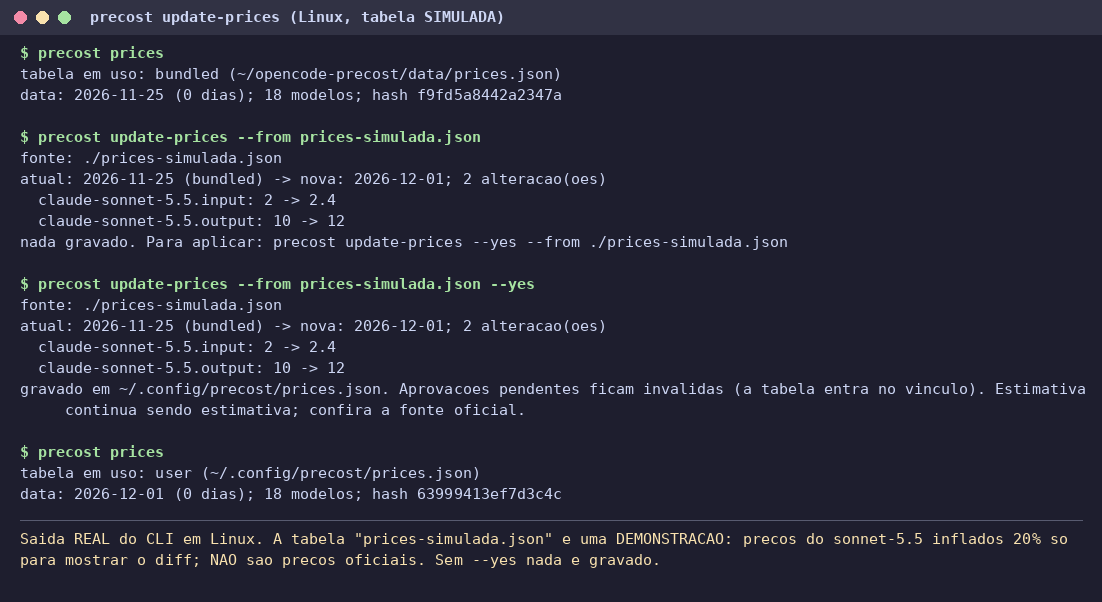 precost update-prices (Linux, tabela SIMULADA)
$ precost prices
tabela em uso: bundled (~/opencode-precost/data/prices.json)
data: 2026-11-25 (0 dias); 18 modelos; hash f9fd5a8442a2347a
$ precost update-prices --from prices-simulada.json
fonte: ./prices-simulada.json
atual: 2026-11-25 (bundled) -> nova: 2026-12-01; 2 alteracao(oes)
claude-sonnet-5.5.input: 2 -> 2.4
claude-sonnet-5.5.output: 10 -> 12
nada gravado. Para aplicar: precost update-prices --yes --from ./prices-simulada.json
$ precost update-prices --from prices-simulada.json --yes
fonte: ./prices-simulada.json
atual: 2026-11-25 (bundled) -> nova: 2026-12-01; 2 alteracao(oes)
claude-sonnet-5.5.input: 2 -> 2.4
claude-sonnet-5.5.output: 10 -> 12
gravado em ~/.config/precost/prices.json. Aprovacoes pendentes ficam invalidas (a tabela entra no vinculo). Estimativa
continua sendo estimativa; confira a fonte oficial.
$ precost prices
tabela em uso: user (~/.config/precost/prices.json)
data: 2026-12-01 (0 dias); 18 modelos; hash 63999413ef7d3c4c
Saida REAL do CLI em Linux. A tabela "prices-simulada.json" e uma DEMONSTRACAO: precos do sonnet-5.5 inflados 20% so
para mostrar o diff; NAO sao precos oficiais. Sem --yes nada e gravado.